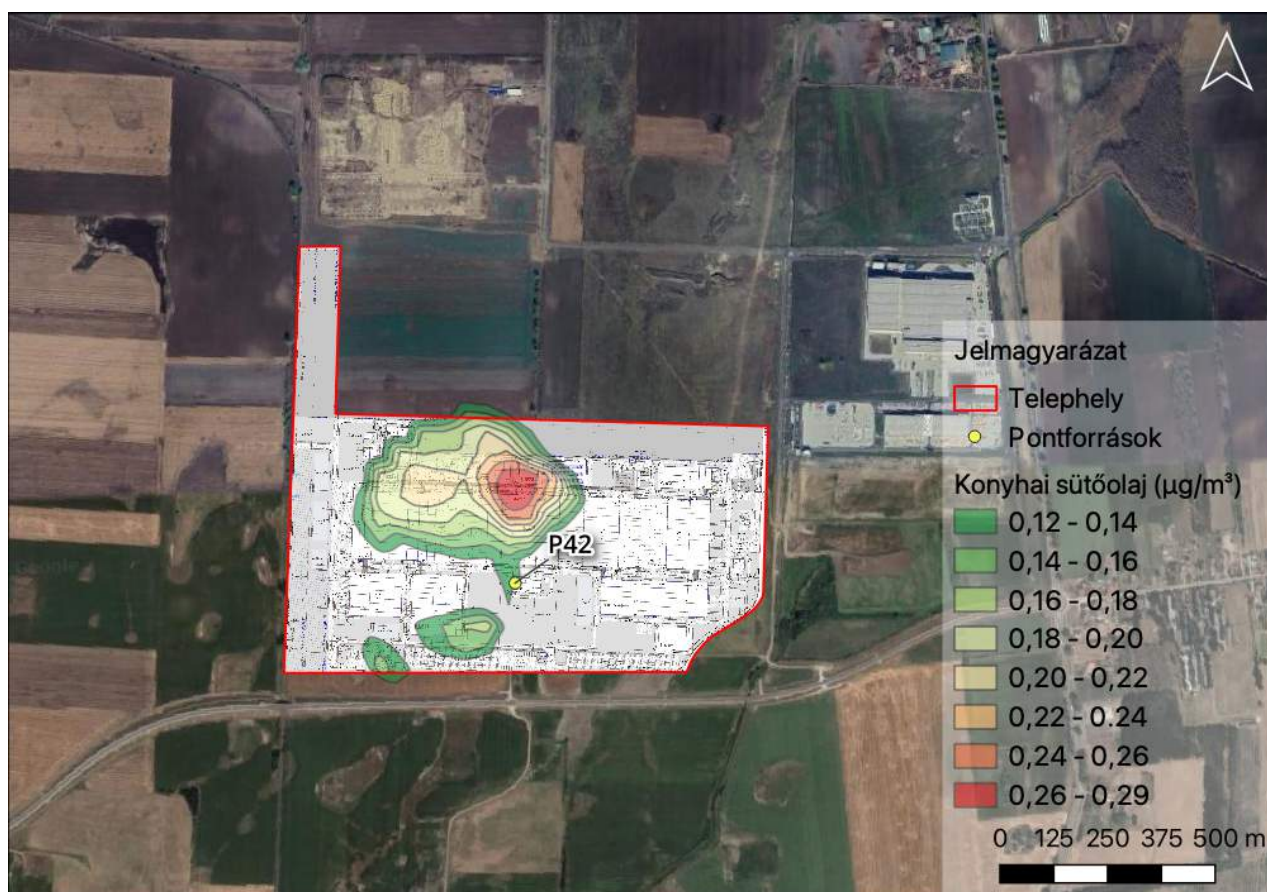 P42
Jelmagyarázat
Telephely
Pontforrások
Konyhai sütőolaj (µg/m³)
0,12 - 0,14
0,14 - 0,16
0,16 - 0,18
0,18 - 0,20
0,20 - 0,22
0,22 - 0.24
0,24 - 0,26
0,26 - 0,29
0 125 250 375 500 m